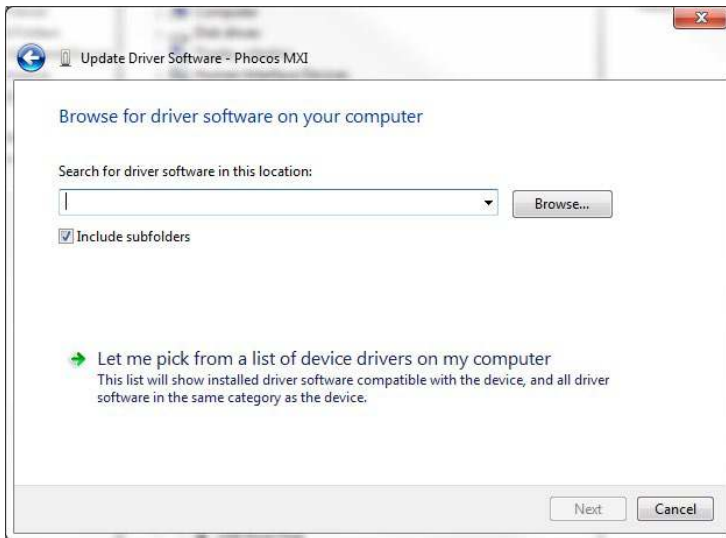 Update Driver Software - Phocos MXI
Browse for driver software on your computer
Search for driver software in this location:
Browse...
Include subfolders
Let me pick from a list of device drivers on my computer
This list will show installed driver software compatible with the device, and all driver
software in the same category as the device.
Next
Cancel